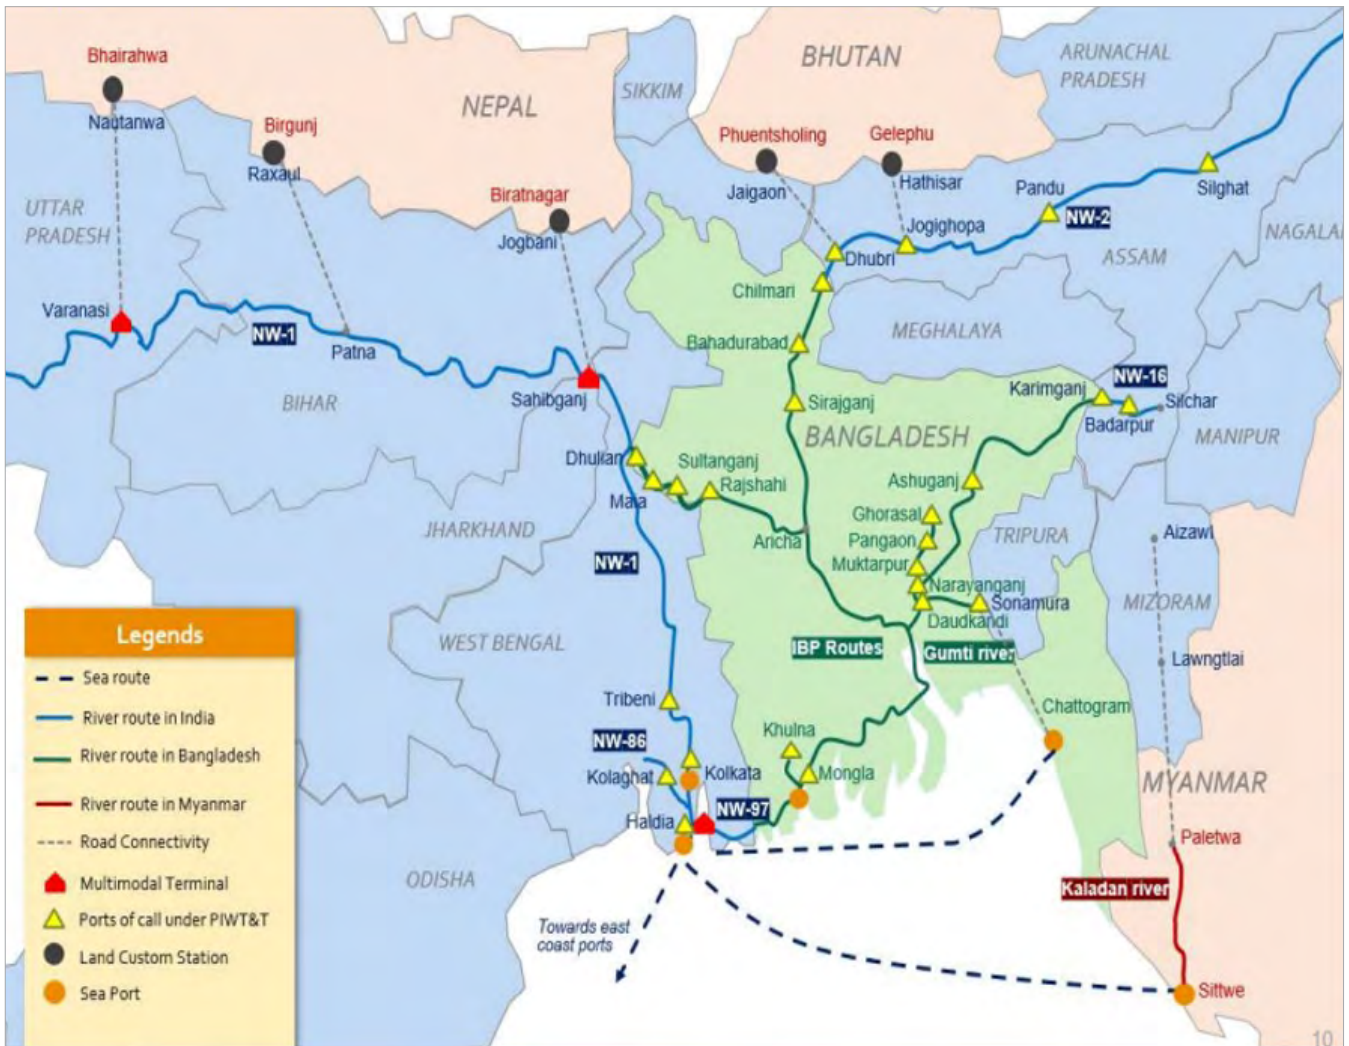 BHUTAN
ARUNACHAL
PRADESH
Bhairahwa
SIKKIM
NEPAL
Nautanwa
Birgunj
Phuentsholing
Gelephu
Raxaul
Hathisar
Pandu
Silghat
Biratnagar
Jaigaon
UTTAR
PRADESH
NW-2
Jogbani
Jogighopa
NAGALA
Dhubri
ASSAM
Chilmari
Varanasi
NW-1
MEGHALAYA
Patna
Bahadurabad
NW-16
Karimganj
BIHAR
Sahibganj
Sirajganj
Silchar
Badarpur
BANGLADESH
MANIPUR
Dhulian
Sultanganj
Rajshahi
Ashuganj
Maia
Ghorasal
JHARKHAND
Aricha
Pangaon
TRIPURA
Aizawl
NW-1
Muktarpur
Narayanganj
Sonamura
MIZORAM
Daudkandi
WEST BENGAL
IBP Routes
Gumti river
Lawngtlai
Tribeni
Chattogram
Khulna
NW-86
Kolaghat
Kolkata
Mongla
MYANMAR
NW-97
Haldia
Paletwa
ODISHA
Kaladan river
Towards east
coast ports
Sittwe
Legends
Sea route
River route in India
River route in Bangladesh
River route in Myanmar
Road Connectivity
Multimodal Terminal
Ports of call under PIWT&T
Land Custom Station
Sea Port
10